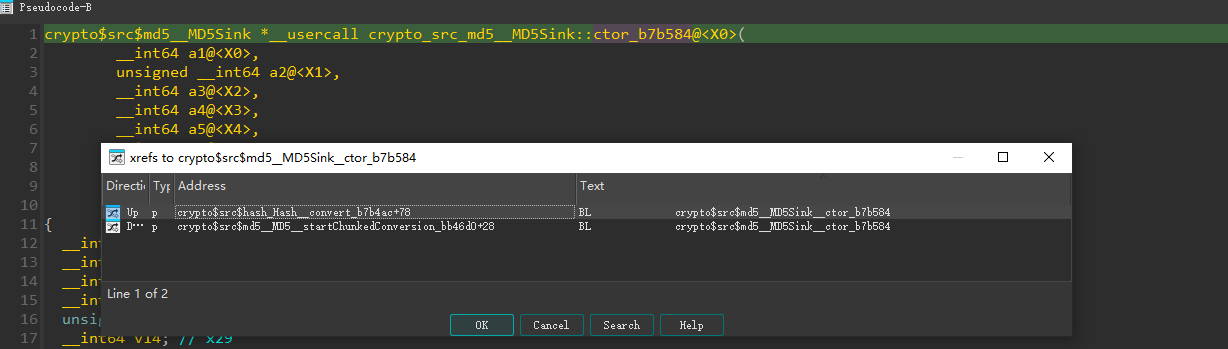 Pseudocode-B
1 crypto$src$md5__MD5Sink *__usercall crypto_src_md5__MD5Sink::ctor_b7b584@<X0>(
2 __int64 a1@<X0>,
3 unsigned __int64 a2@<X1>,
4 __int64 a3@<X2>,
5 __int64 a4@<X3>,
6 __int64 a5@<X4>,
7
xrefs to crypto$src$md5__MD5Sink__ctor_b7b584
8
9 Directi Typ Address Text
10 Up p crypto$src$hash_Hash__convert_b7b4ac+78 BL crypto$src$md5__MD5Sink__ctor_b7b584
11 { D… p crypto$src$md5__MD5__startChunkedConversion_bb46d0+28 BL crypto$src$md5__MD5Sink__ctor_b7b584
12 __int
13 __int
14 __int
15 __int
Line 1 of 2
16 unsig
17 __int64 v14; // x29
OK Cancel Search Help